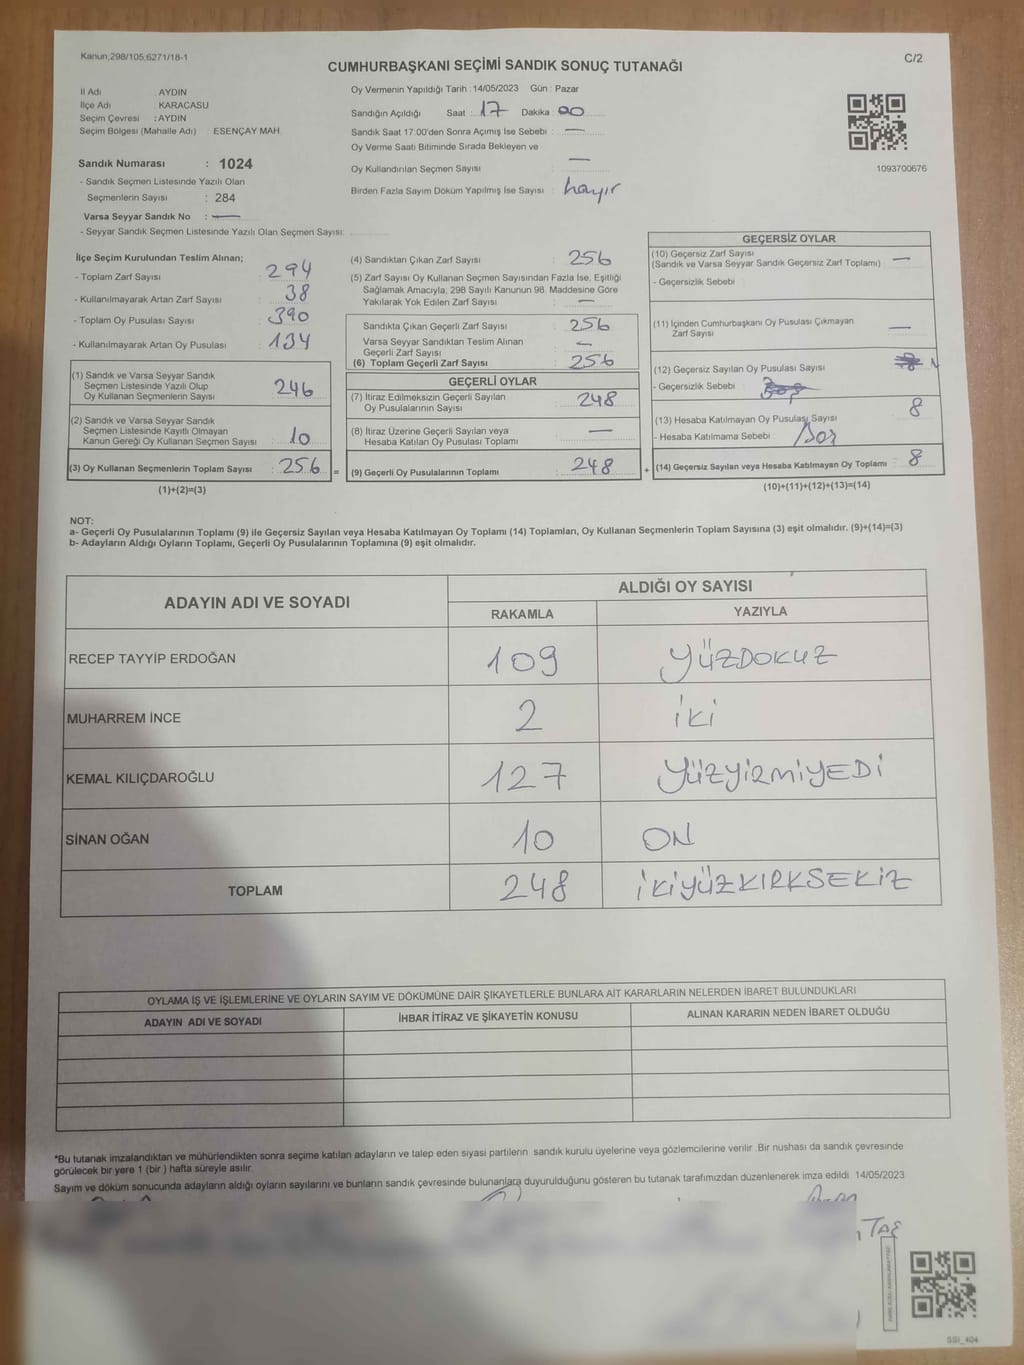 Kanun;298/105;6271/18-1
C/2
CUMHURBAŞKANI SEÇİMİ SANDIK SONUÇ TUTANAĞI
İl Adı : AYDIN
İlçe Adı : KARACASU
Seçim Çevresi : AYDIN
Seçim Bölgesi (Mahalle Adı) : ESENÇAY MAH.
Sandık Numarası : 1024
- Sandık Seçmen Listesinde Yazılı Olan
Seçmenlerin Sayısı : 284
Varsa Seyyar Sandık No : —
- Seyyar Sandık Seçmen Listesinde Yazılı Olan Seçmen Sayısı:
Oy Vermenin Yapıldığı Tarih : 14/05/2023 Gün : Pazar
Sandığın Açıldığı Saat : 17 Dakika 00
Sandık Saat 17.00'den Sonra Açımış İse Sebebi : —
Oy Verme Saati Bitiminde Sırada Bekleyen ve
Oy Kullandırılan Seçmen Sayısı : —
Birden Fazla Sayım Döküm Yapılmış İse Sayısı : hayır
1093700676
İlçe Seçim Kurulundan Teslim Alınan;
- Toplam Zarf Sayısı : 294
- Kullanılmayarak Artan Zarf Sayısı : 38
- Toplam Oy Pusulası Sayısı : 390
- Kullanılmayarak Artan Oy Pusulası : 134
(1) Sandık ve Varsa Seyyar Sandık
Seçmen Listesinde Yazılı Olup
Oy Kullanan Seçmenlerin Sayısı : 246
(2) Sandık ve Varsa Seyyar Sandık
Seçmen Listesinde Kayıtlı Olmayan
Kanun Gereği Oy Kullanan Seçmen Sayısı : 10
(3) Oy Kullanan Seçmenlerin Toplam Sayısı : 256 =
(1)+(2)=(3)
(4) Sandıktan Çıkan Zarf Sayısı : 256
(5) Zarf Sayısı Oy Kullanan Seçmen Sayısından Fazla İse, Eşitliği
Sağlamak Amacıyla, 298 Sayılı Kanunun 98. Maddesine Göre
Yakılarak Yok Edilen Zarf Sayısı : —
Sandıkta Çıkan Geçerli Zarf Sayısı : 256
Varsa Seyyar Sandıktan Teslim Alınan
Geçerli Zarf Sayısı : —
(6) Toplam Geçerli Zarf Sayısı : 256
GEÇERLİ OYLAR
(7) İtiraz Edilmeksizin Geçerli Sayılan
Oy Pusulalarının Sayısı : 248
(8) İtiraz Üzerine Geçerli Sayılan veya
Hesaba Katılan Oy Pusulası Toplamı : —
(9) Geçerli Oy Pusulalarının Toplamı : 248 +
GEÇERSİZ OYLAR
(10) Geçersiz Zarf Sayısı
(Sandık ve Varsa Seyyar Sandık Geçersiz Zarf Toplamı) : —
- Geçersizlik Sebebi :
(11) İçinden Cumhurbaşkanı Oy Pusulası Çıkmayan
Zarf Sayısı : —
(12) Geçersiz Sayılan Oy Pusulası Sayısı
- Geçersizlik Sebebi :
(13) Hesaba Katılmayan Oy Pusulası Sayısı : 8
- Hesaba Katılmama Sebebi :
(14) Geçersiz Sayılan veya Hesaba Katılmayan Oy Toplamı : 8
(10)+(11)+(12)+(13)=(14)
NOT:
a- Geçerli Oy Pusulalarının Toplamı (9) ile Geçersiz Sayılan veya Hesaba Katılmayan Oy Toplamı (14) Toplamları, Oy Kullanan Seçmenlerin Toplam Sayısına (3) eşit olmalıdır. (9)+(14)=(3)
b- Adayların Aldığı Oyların Toplamı, Geçerli Oy Pusulalarının Toplamına (9) eşit olmalıdır.
ADAYIN ADI VE SOYADI ALDIĞI OY SAYISI
RAKAMLA YAZIYLA
RECEP TAYYİP ERDOĞAN 109 YÜZDOKUZ
MUHARREM İNCE 2 İKİ
KEMAL KILIÇDAROĞLU 127 YÜZYİRMİYEDİ
SİNAN OĞAN 10 ON
TOPLAM 248 İKİYÜZKIRKSEKİZ
OYLAMA İŞ VE İŞLEMLERİNE VE OYLARIN SAYIM VE DÖKÜMÜNE DAİR ŞİKAYETLERLE BUNLARA AİT KARARLARIN NELERDEN İBARET BULUNDUKLARI
ADAYIN ADI VE SOYADI İHBAR İTİRAZ VE ŞİKAYETİN KONUSU ALINAN KARARIN NEDEN İBARET OLDUĞU
*Bu tutanak imzalandıktan ve mühürlendikten sonra seçime katılan adayların ve talep eden siyasi partilerin sandık kurulu üyelerine veya gözlemcilerine verilir. Bir nüshası da sandık çevresinde
görülecek bir yere 1 (bir ) hafta süreyle asılır.
Sayım ve döküm sonucunda adayların aldığı oyların sayılarını ve bunların sandık çevresinde bulunanlara duyurulduğunu gösteren bu tutanak tarafımızdan düzenlenerek imza edildi. 14/05/2023
TAŞ
SSI_404